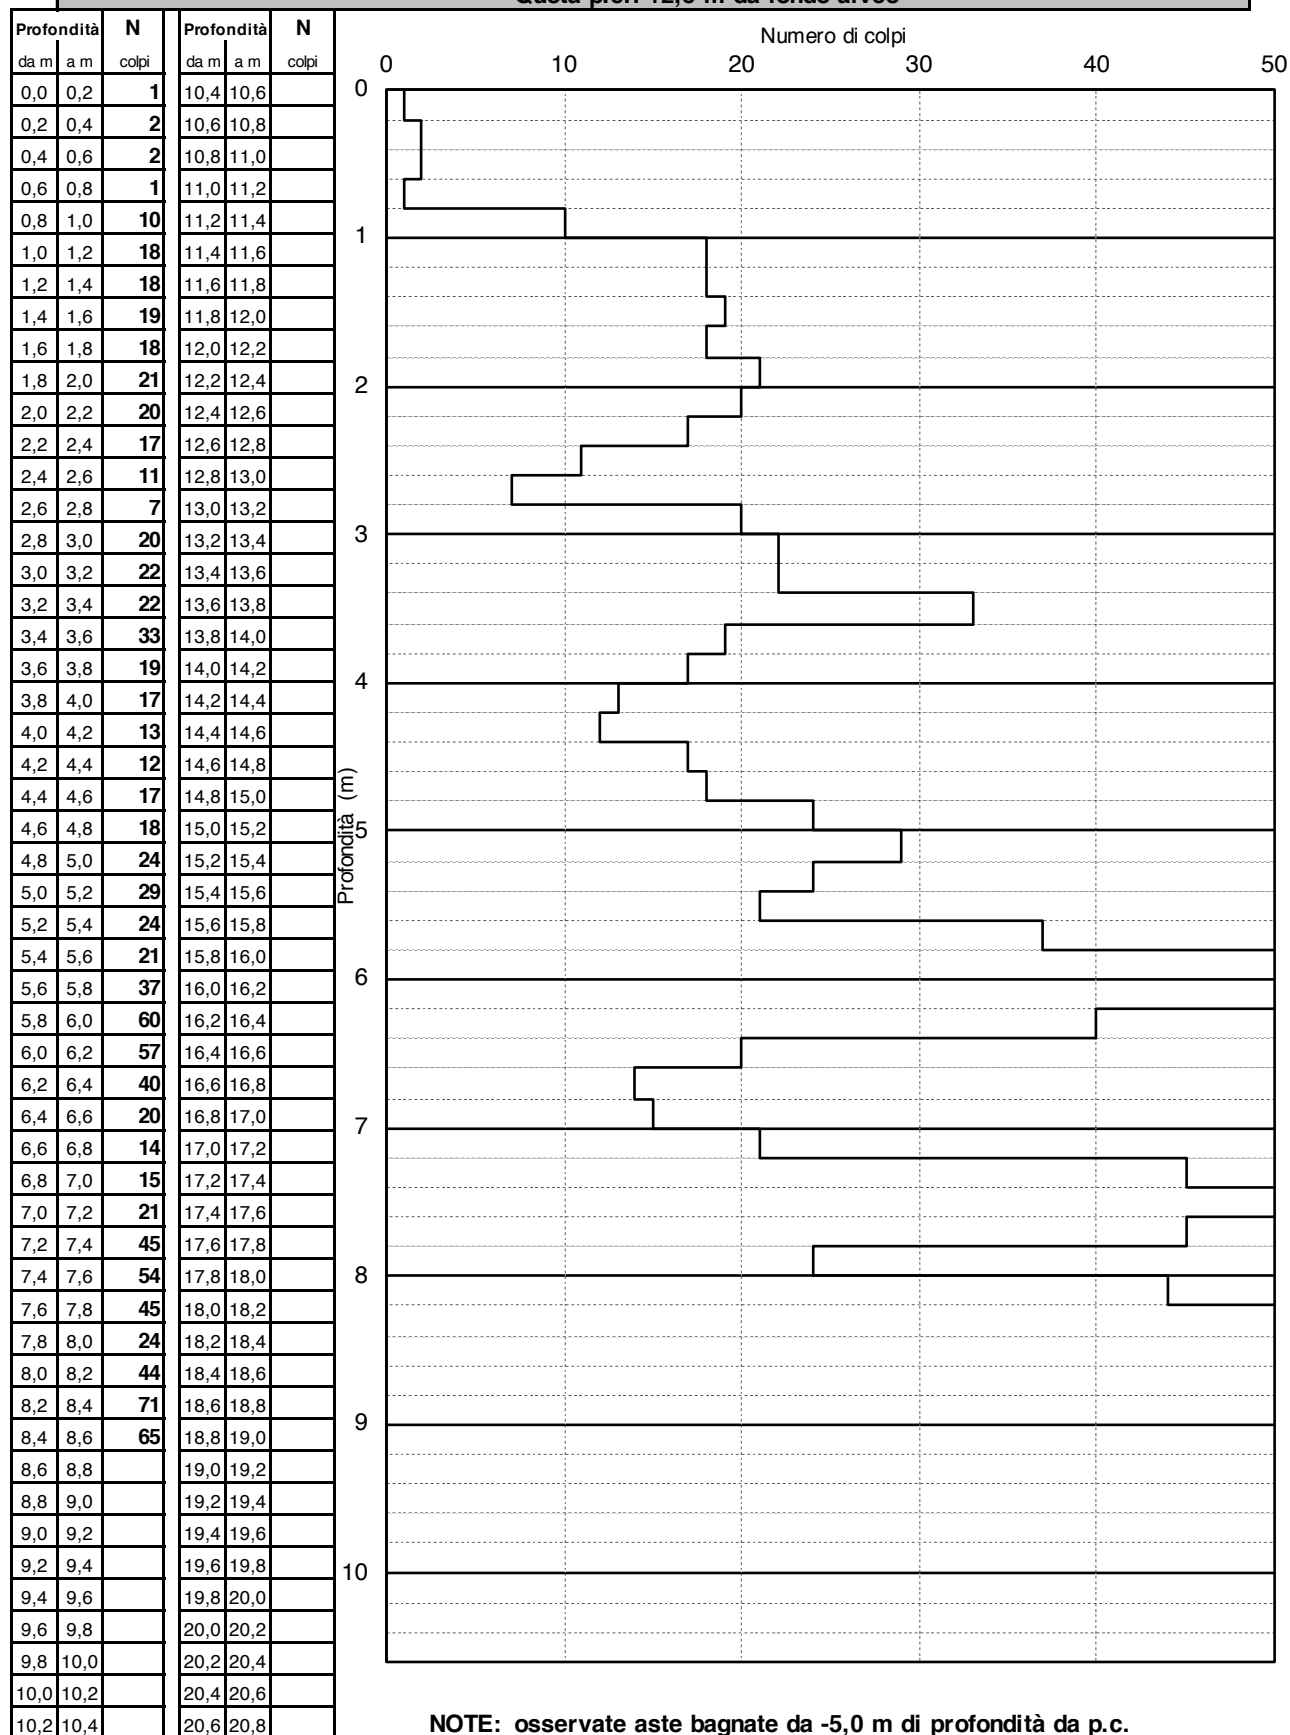 Profondità N Profondità N
da m a m colpi da m a m colpi
0,0 0,2 1 10,4 10,6
0,2 0,4 2 10,6 10,8
0,4 0,6 2 10,8 11,0
0,6 0,8 1 11,0 11,2
0,8 1,0 10 11,2 11,4
1,0 1,2 18 11,4 11,6
1,2 1,4 18 11,6 11,8
1,4 1,6 19 11,8 12,0
1,6 1,8 18 12,0 12,2
1,8 2,0 21 12,2 12,4
2,0 2,2 20 12,4 12,6
2,2 2,4 17 12,6 12,8
2,4 2,6 11 12,8 13,0
2,6 2,8 7 13,0 13,2
2,8 3,0 20 13,2 13,4
3,0 3,2 22 13,4 13,6
3,2 3,4 22 13,6 13,8
3,4 3,6 33 13,8 14,0
3,6 3,8 19 14,0 14,2
3,8 4,0 17 14,2 14,4
4,0 4,2 13 14,4 14,6
4,2 4,4 12 14,6 14,8
4,4 4,6 17 14,8 15,0
4,6 4,8 18 15,0 15,2
4,8 5,0 24 15,2 15,4
5,0 5,2 29 15,4 15,6
5,2 5,4 24 15,6 15,8
5,4 5,6 21 15,8 16,0
5,6 5,8 37 16,0 16,2
5,8 6,0 60 16,2 16,4
6,0 6,2 57 16,4 16,6
6,2 6,4 40 16,6 16,8
6,4 6,6 20 16,8 17,0
6,6 6,8 14 17,0 17,2
6,8 7,0 15 17,2 17,4
7,0 7,2 21 17,4 17,6
7,2 7,4 45 17,6 17,8
7,4 7,6 54 17,8 18,0
7,6 7,8 45 18,0 18,2
7,8 8,0 24 18,2 18,4
8,0 8,2 44 18,4 18,6
8,2 8,4 71 18,6 18,8
8,4 8,6 65 18,8 19,0
8,6 8,8 19,0 19,2
8,8 9,0 19,2 19,4
9,0 9,2 19,4 19,6
9,2 9,4 19,6 19,8
9,4 9,6 19,8 20,0
9,6 9,8 20,0 20,2
9,8 10,0 20,2 20,4
10,0 10,2 20,4 20,6
10,2 10,4 20,6 20,8
Numero di colpi
0 10 20 30 40 50
0
1
2
3
4
5
6
7
8
9
10
Profondità (m)
NOTE: osservate aste bagnate da -5,0 m di profondità da p.c.